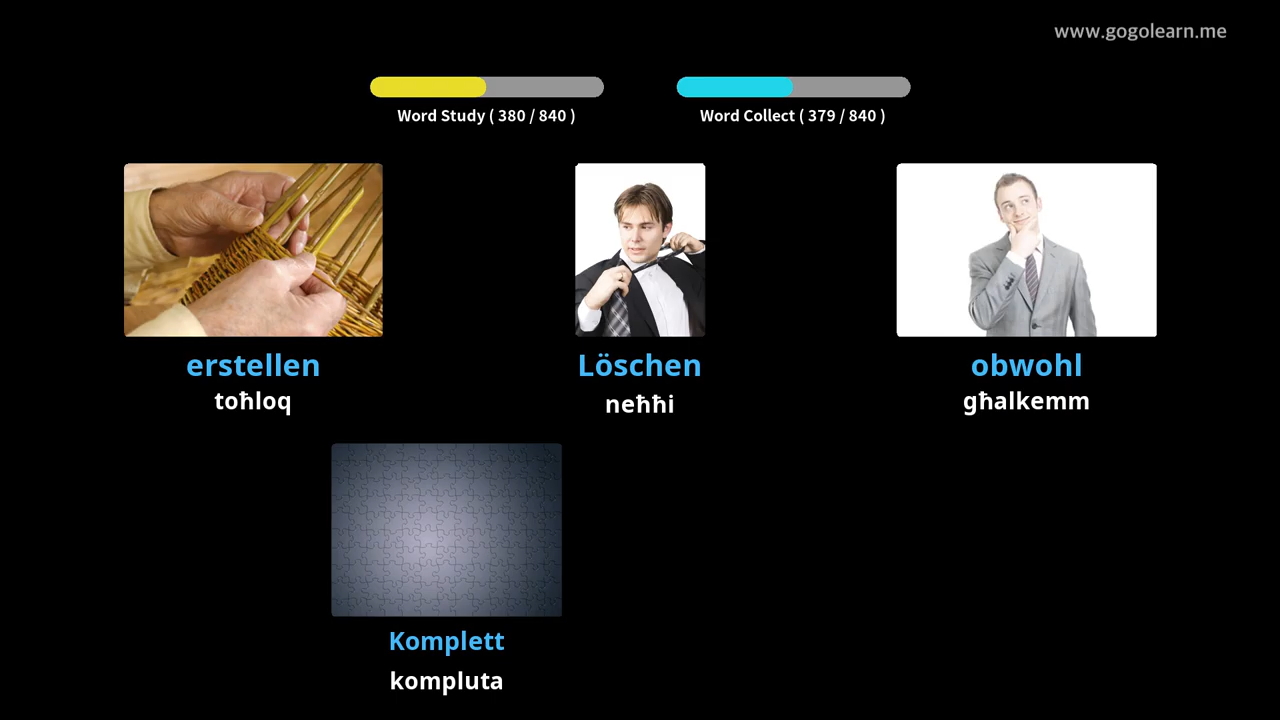 www.gogolearn.me
Word Study ( 380 / 840 )
Word Collect ( 379 / 840 )
erstellen
toħloq
Löschen
neħħi
obwohl
għalkemm
Komplett
kompluta